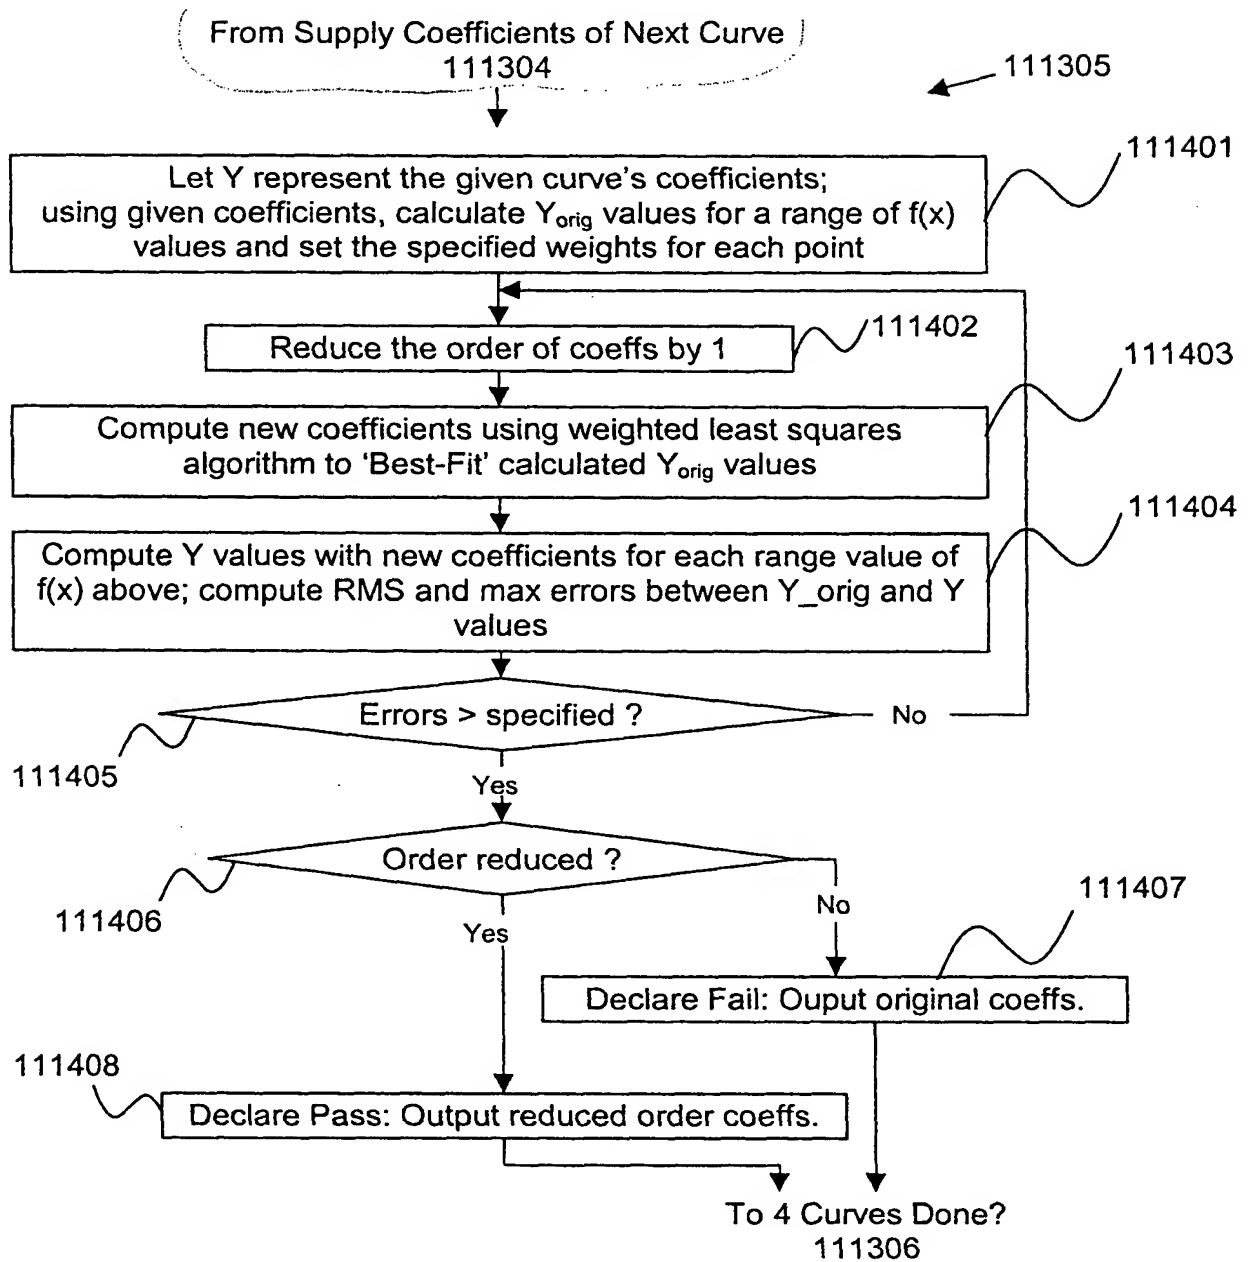 From Supply Coefficients of Next Curve
111304
111305
111401
Let Y represent the given curve's coefficients;
using given coefficients, calculate Yorig values for a range of f(x)
values and set the specified weights for each point
111402
Reduce the order of coeffs by 1
111403
Compute new coefficients using weighted least squares
algorithm to 'Best-Fit' calculated Yorig values
111404
Compute Y values with new coefficients for each range value of
f(x) above; compute RMS and max errors between Y_orig and Y
values
Errors > specified ?
No
111405
Yes
Order reduced ?
111406
No
111407
Yes
Declare Fail: Ouput original coeffs.
111408
Declare Pass: Output reduced order coeffs.
To 4 Curves Done?
111306